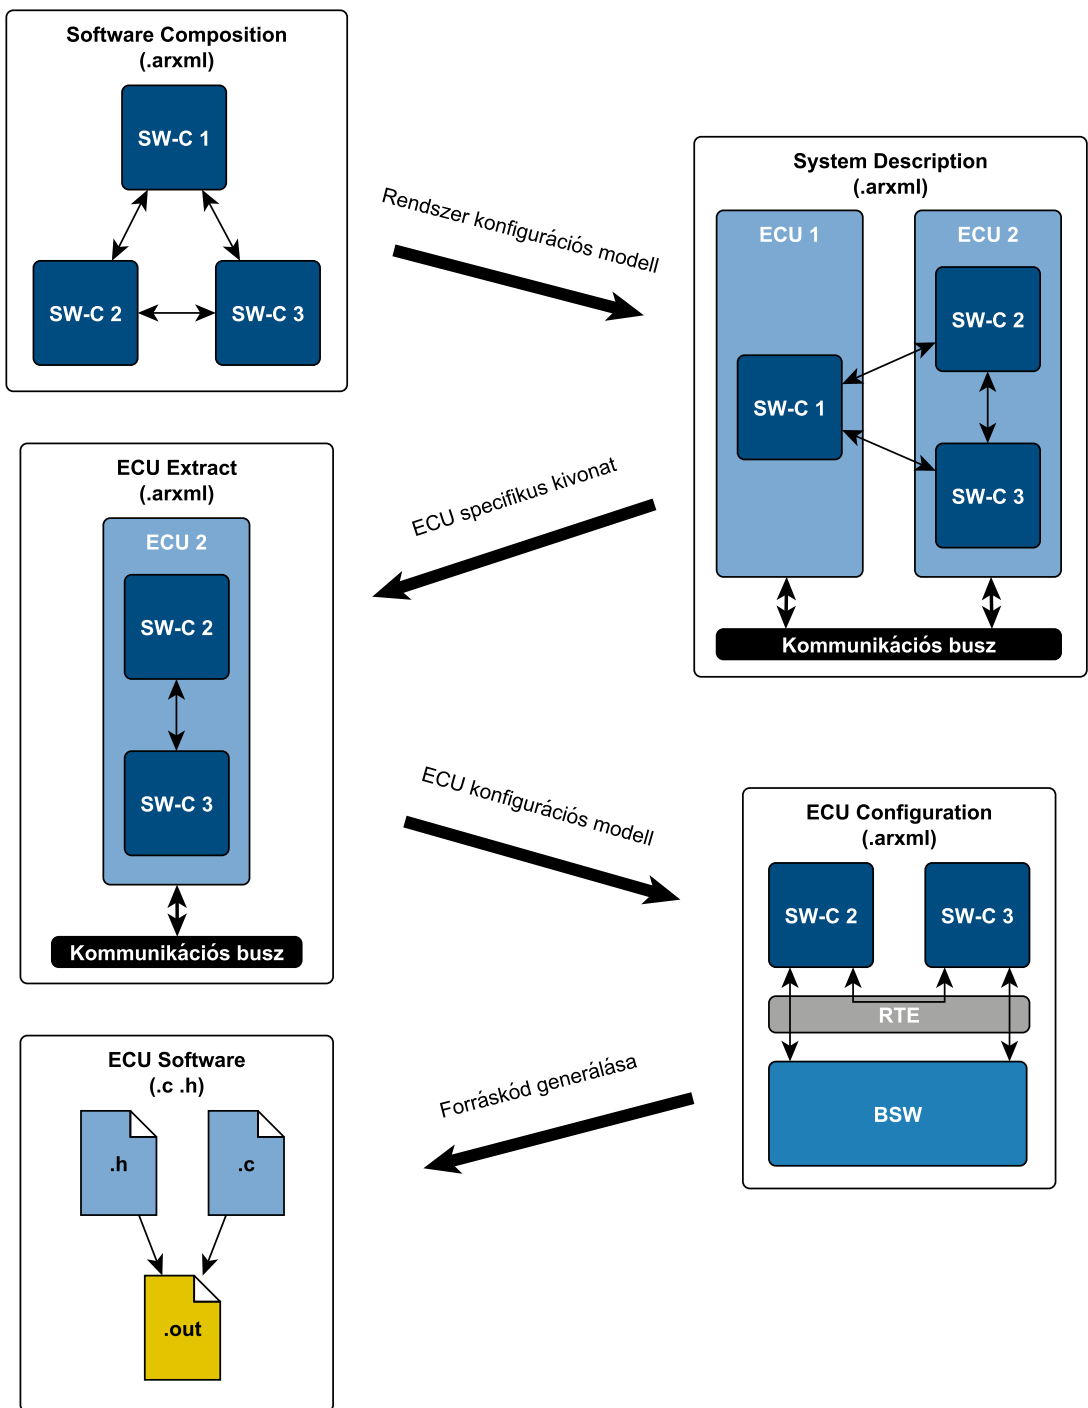 Software Composition
(.arxml)
SW-C 1
SW-C 2
SW-C 3
Rendszer konfigurációs modell
System Description
(.arxml)
ECU 1
ECU 2
SW-C 2
SW-C 1
SW-C 3
Kommunikációs busz
ECU specifikus kivonat
ECU Extract
(.arxml)
ECU 2
SW-C 2
SW-C 3
Kommunikációs busz
ECU konfigurációs modell
ECU Configuration
(.arxml)
SW-C 2
SW-C 3
RTE
BSW
Forráskód generálása
ECU Software
(.c .h)
.h
.c
.out